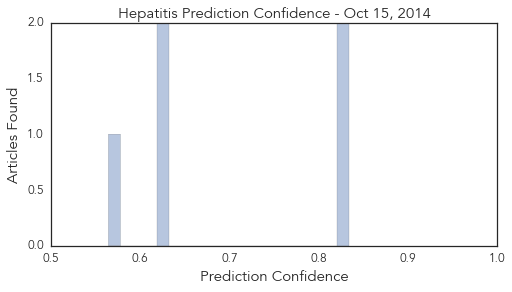 Hepatitis Prediction Confidence - Oct 15, 2014
Articles Found
2.0
1.5
1.0
0.5
0.0
0.5 0.6 0.7 0.8 0.9 1.0
Prediction Confidence